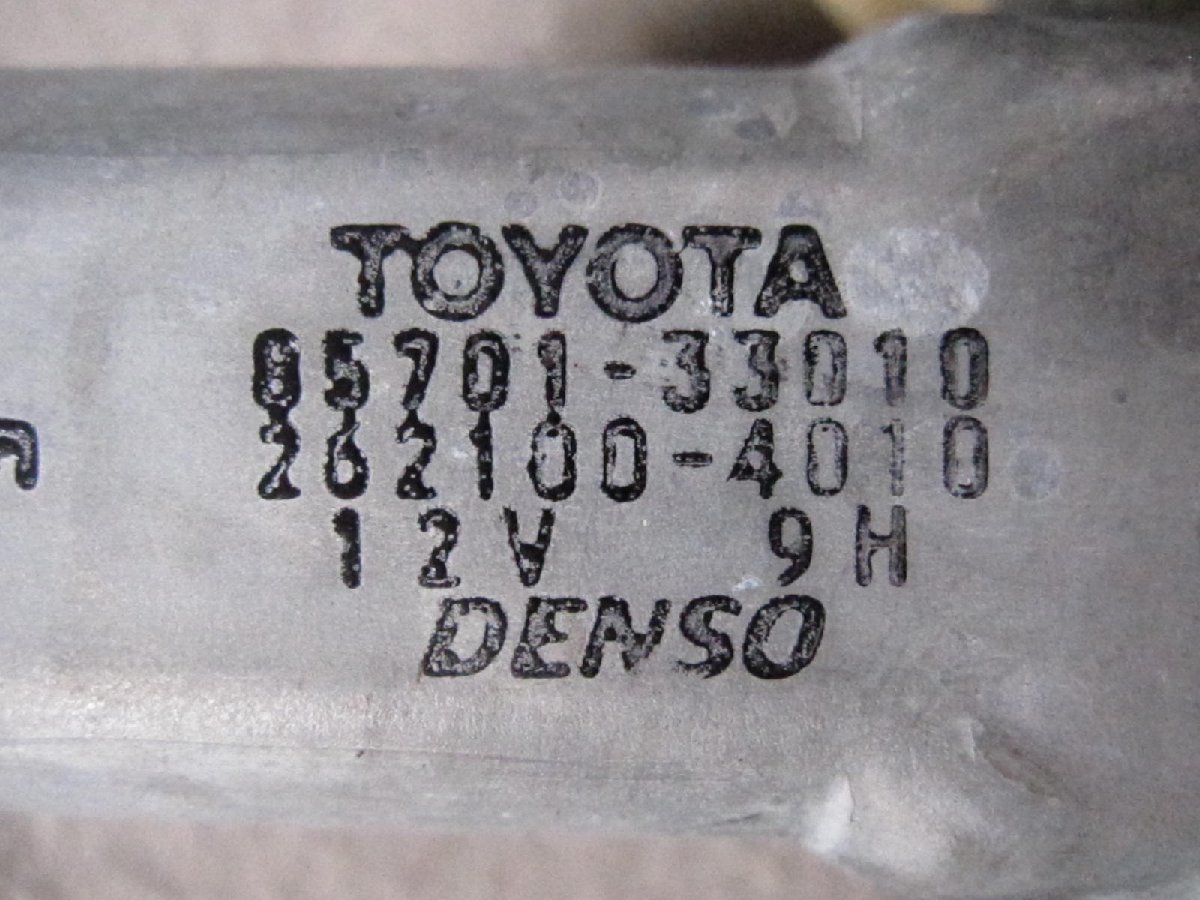 TOYOTA
85701-33010
262100-4010
12V 9H
DENSO